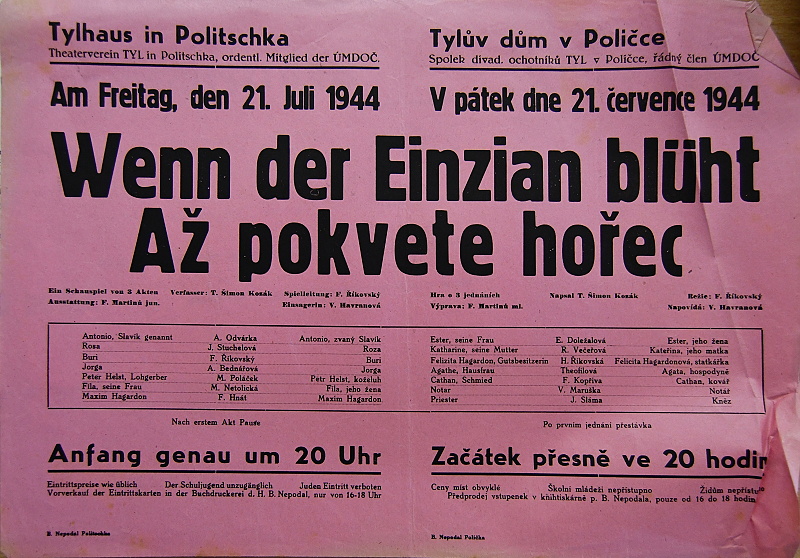 Tylhaus in Politschka
Theaterverein TYL in Politschka, ordentl. Mitglied der ÚMDOČ.
Tylův dům v Poličce
Spolek divad. ochotníků TYL v Poličce, řádný člen ÚMDOČ
Am Freitag, den 21. Juli 1944
V pátek dne 21. července 1944
Wenn der Einzian blüht
Až pokvete hořec
Ein Schauspiel von 3 Akten Verfasser: T. Šimon Kozák Spielleitung: F. Říkovský
Ausstattung: F. Martinů jun. Einsagerin: V. Havranová
Hra o 3 jednáních Napsal T. Šimon Kozák Režie: F. Říkovský
Výprava: F. Martinů ml. Napovídá: V. Havranová
Antonio, Slavik genannt A. Odvárka Antonio, zvaný Slavík
Rosa J. Stuchelová Roza
Buri F. Říkovský Buri
Jorga A. Bednářová Jorga
Peter Helst, Lohgerber M. Poláček Petr Helst, koželuh
Fila, seine Frau M. Netolická Fila, jeho žena
Maxim Hagardon F. Hnát Maxim Hagardon
Ester, seine Frau E. Doležalová Ester, jeho žena
Katharine, seine Mutter R. Večeřová Kateřina, jeho matka
Felizita Hagardon, Gutsbesitzerin H. Říkovská Felicita Hagardonová, statkářka
Agathe, Hausfrau Theofilová Agata, hospodyně
Cathan, Schmied F. Kopřiva Cathan, kovář
Notar V. Maruška Notář
Priester J. Sláma Kněz
Nach erstem Akt Pause
Po prvním jednání přestávka
Anfang genau um 20 Uhr
Začátek přesně ve 20 hodin
Eintrittspreise wie üblich Der Schuljugend unzugänglich Juden Eintritt verboten
Vorverkauf der Eintrittskarten in der Buchdruckerei d. H. B. Nepodal, nur von 16-18 Uhr
Ceny míst obvyklé Školní mládeži nepřístupno Židům
Předprodej vstupenek v knihtiskárně p. B. Nepodala, pouze od 16 do 18 hodin
B. Nepodal Politschka
B. Nepodal Polička